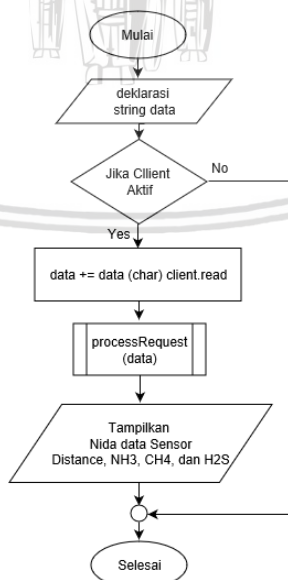 Mulai
deklarasi
string data
Jika Cllient
Aktif
No
Yes
data += data (char) client.read
processRequest
(data)
Tampilkan
Nida data Sensor
Distance, NH3, CH4, dan H2S
Selesai